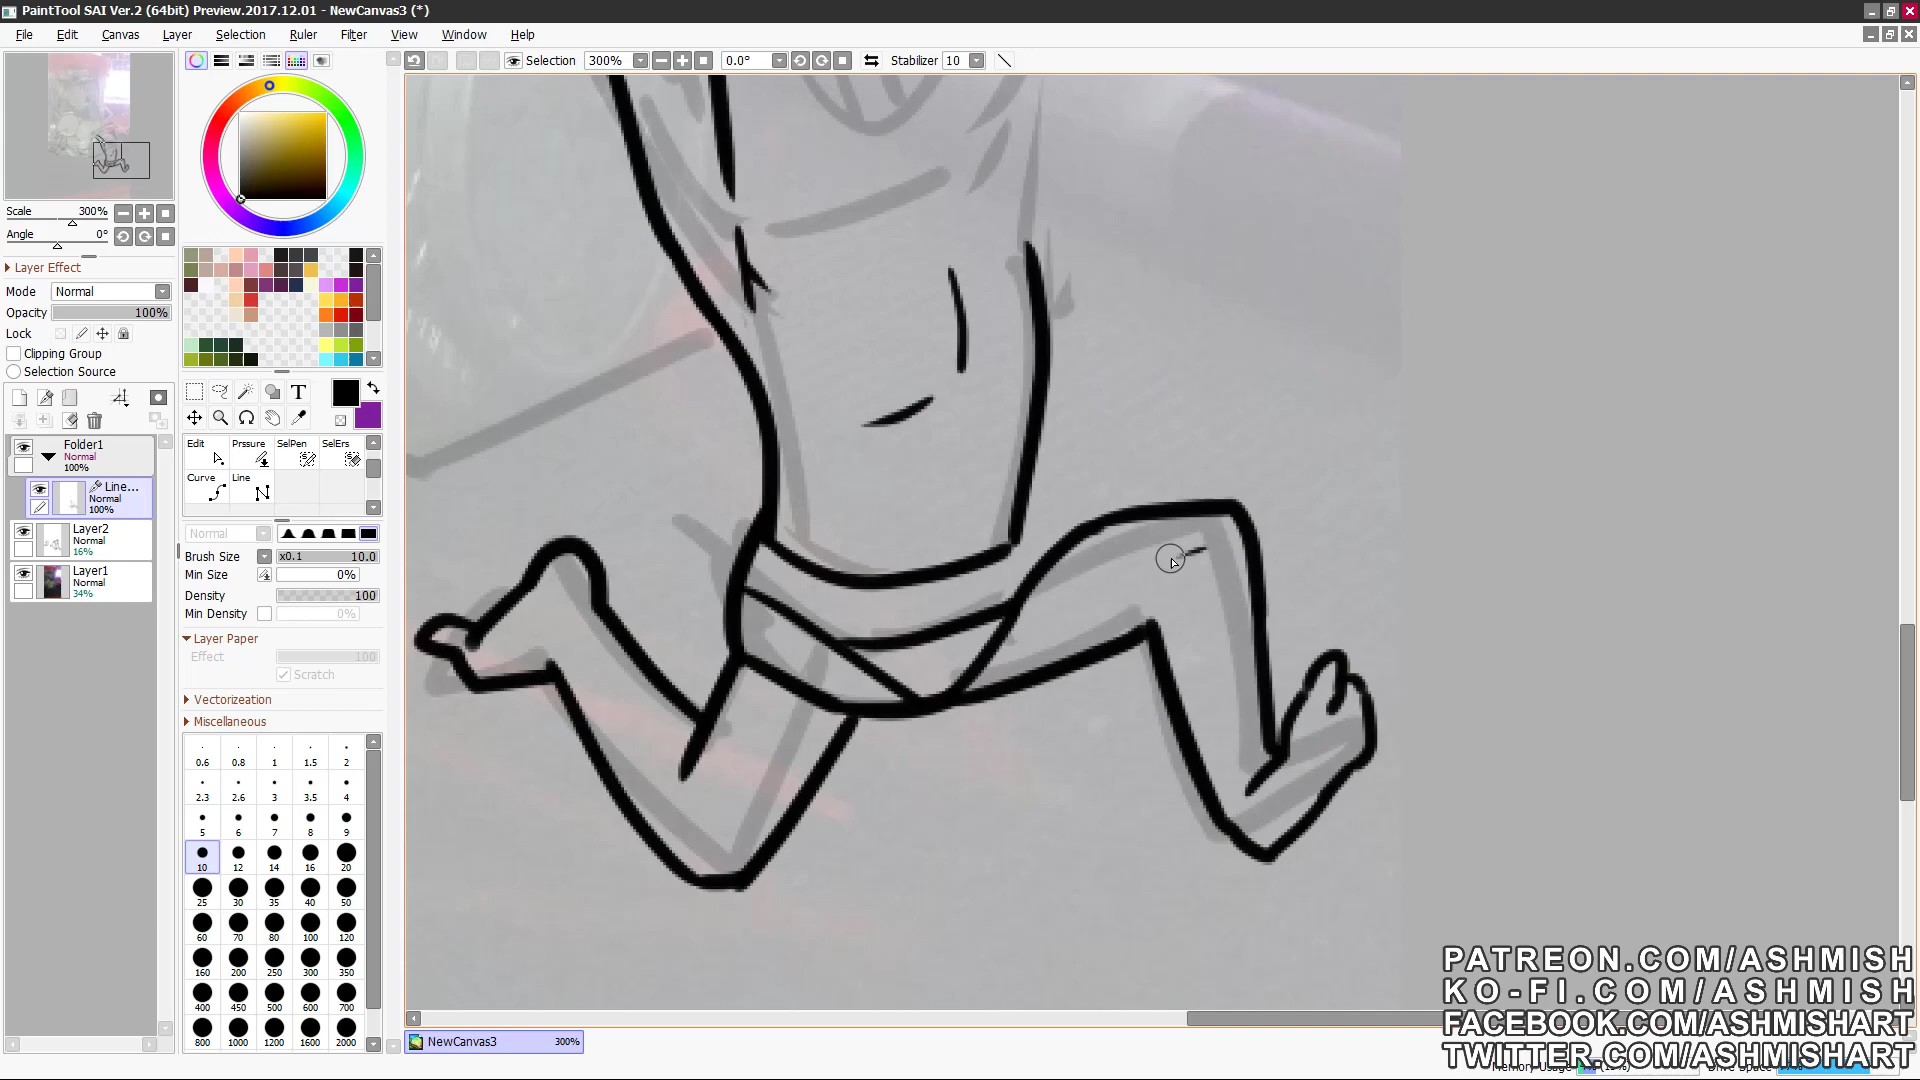 PaintTool SAI Ver.2 (64bit) Preview.2017.12.01 - NewCanvas3 (*)
File Edit Canvas Layer Selection Ruler Filter View Window Help
Selection 300% 0.0° Stabilizer 10
Scale 300%
Angle 0°
Layer Effect
Mode Normal
Opacity 100%
Lock
Clipping Group
Selection Source
Folder1
Normal
100%
Line...
Normal
100%
Layer2
Normal
16%
Layer1
Normal
34%
T
Edit Prssure SelPen SelErs
Curve Line
Normal
Brush Size x0.1 10.0
Min Size 0%
Density 100
Min Density 0%
Layer Paper
Effect 100
Scratch
Vectorizeation
Miscellaneous
0.6 0.8 1 1.5 2
2.3 2.6 3 3.5 4
5 6 7 8 9
10 12 14 16 20
25 30 35 40 50
60 70 80 100 120
160 200 250 300 350
400 450 500 600 700
800 1000 1200 1600 2000
NewCanvas3 300%
PATREON.COM/ASHMISH
KO-FI.COM/ASHMISH
FACEBOOK.COM/ASHMISHART
TWITTER.COM/ASHMISHART